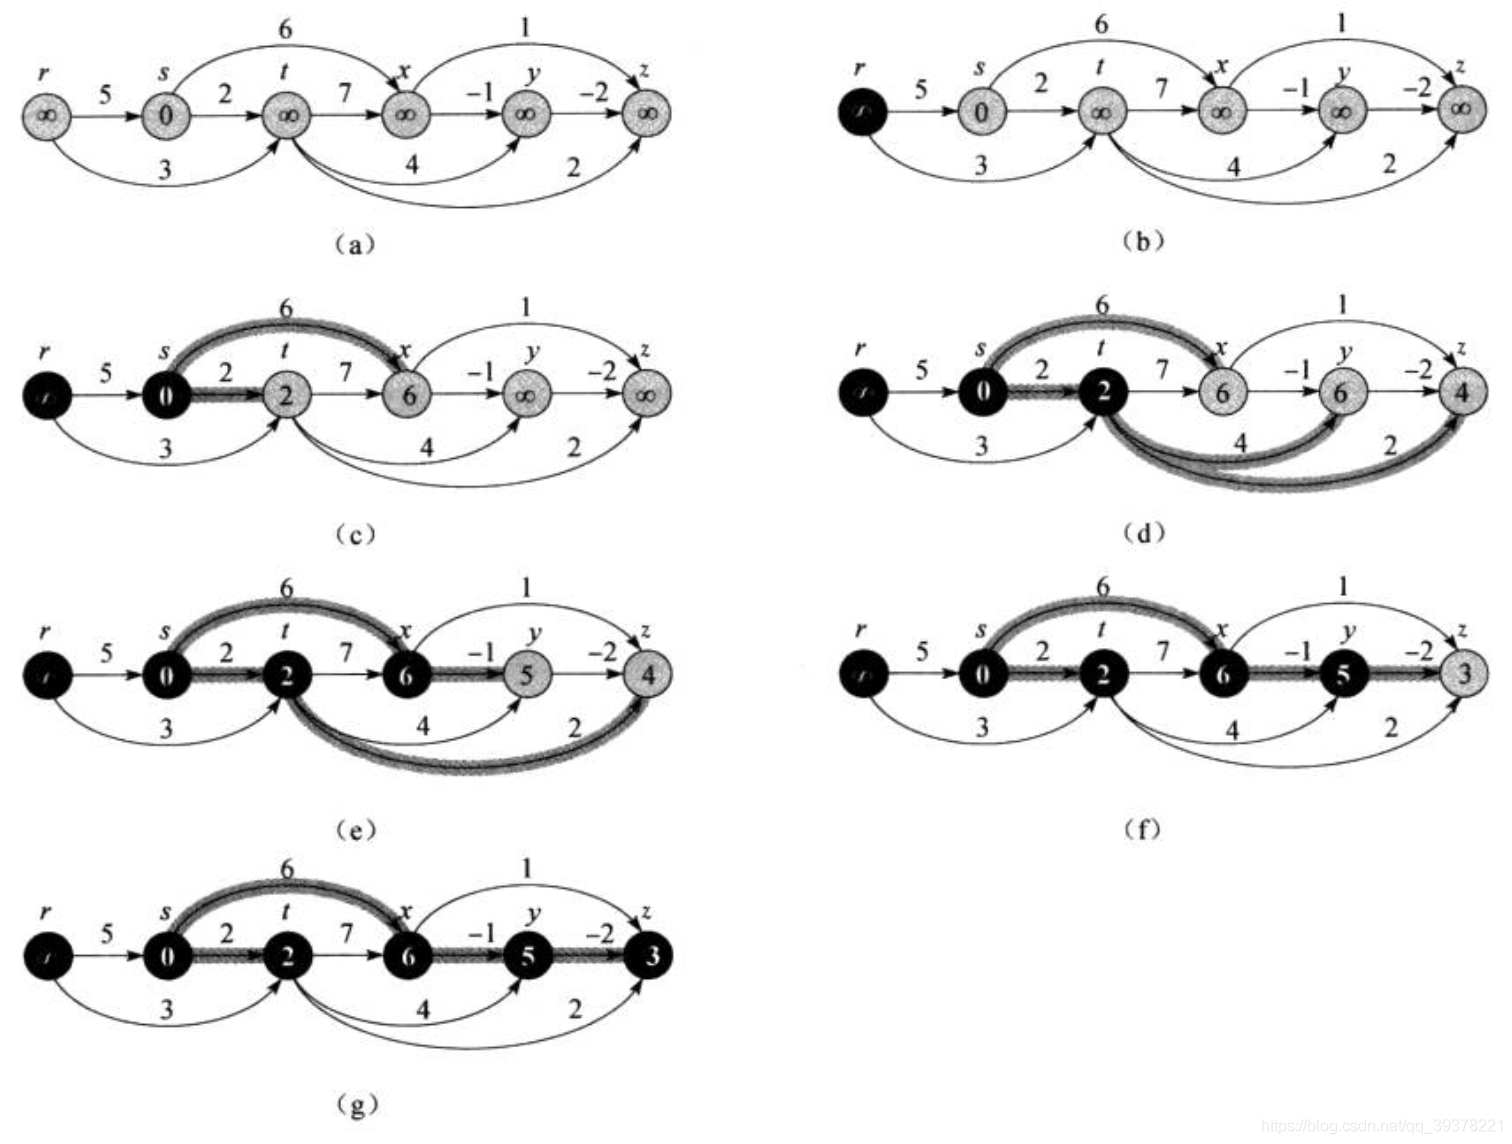 6 1
r s t x y z
5 2 7 –1 –2
∞ 0 ∞ ∞ ∞ ∞
3 4 2
(a)
6 1
r s t x y z
5 2 7 –1 –2
∞ 0 ∞ ∞ ∞ ∞
3 4 2
(b)
6 1
r s t x y z
5 2 7 –1 –2
0 2 6 ∞ ∞
3 4 2
(c)
6 1
r s t x y z
5 2 7 –1 –2
0 2 6 6 4
3 4 2
(d)
6 1
r s t x y z
5 2 7 –1 –2
0 2 6 5 4
3 4 2
(e)
6 1
r s t x y z
5 2 7 –1 –2
0 2 6 5 3
3 4 2
(f)
6 1
r s t x y z
5 2 7 –1 –2
0 2 6 5 3
3 4 2
(g)
https://blog.csdn.net/qq_39378221